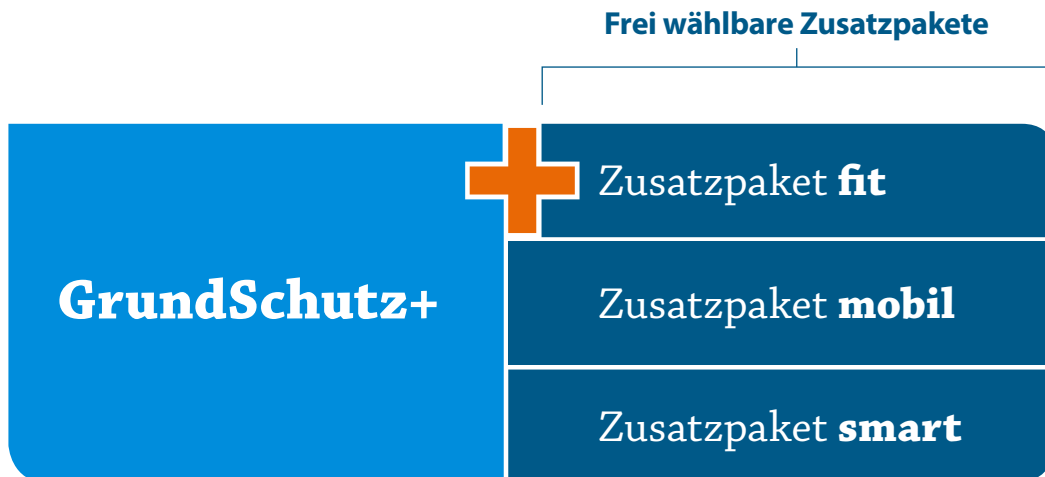 Frei wählbare Zusatzpakete
GrundSchutz+
Zusatzpaket fit
Zusatzpaket mobil
Zusatzpaket smart